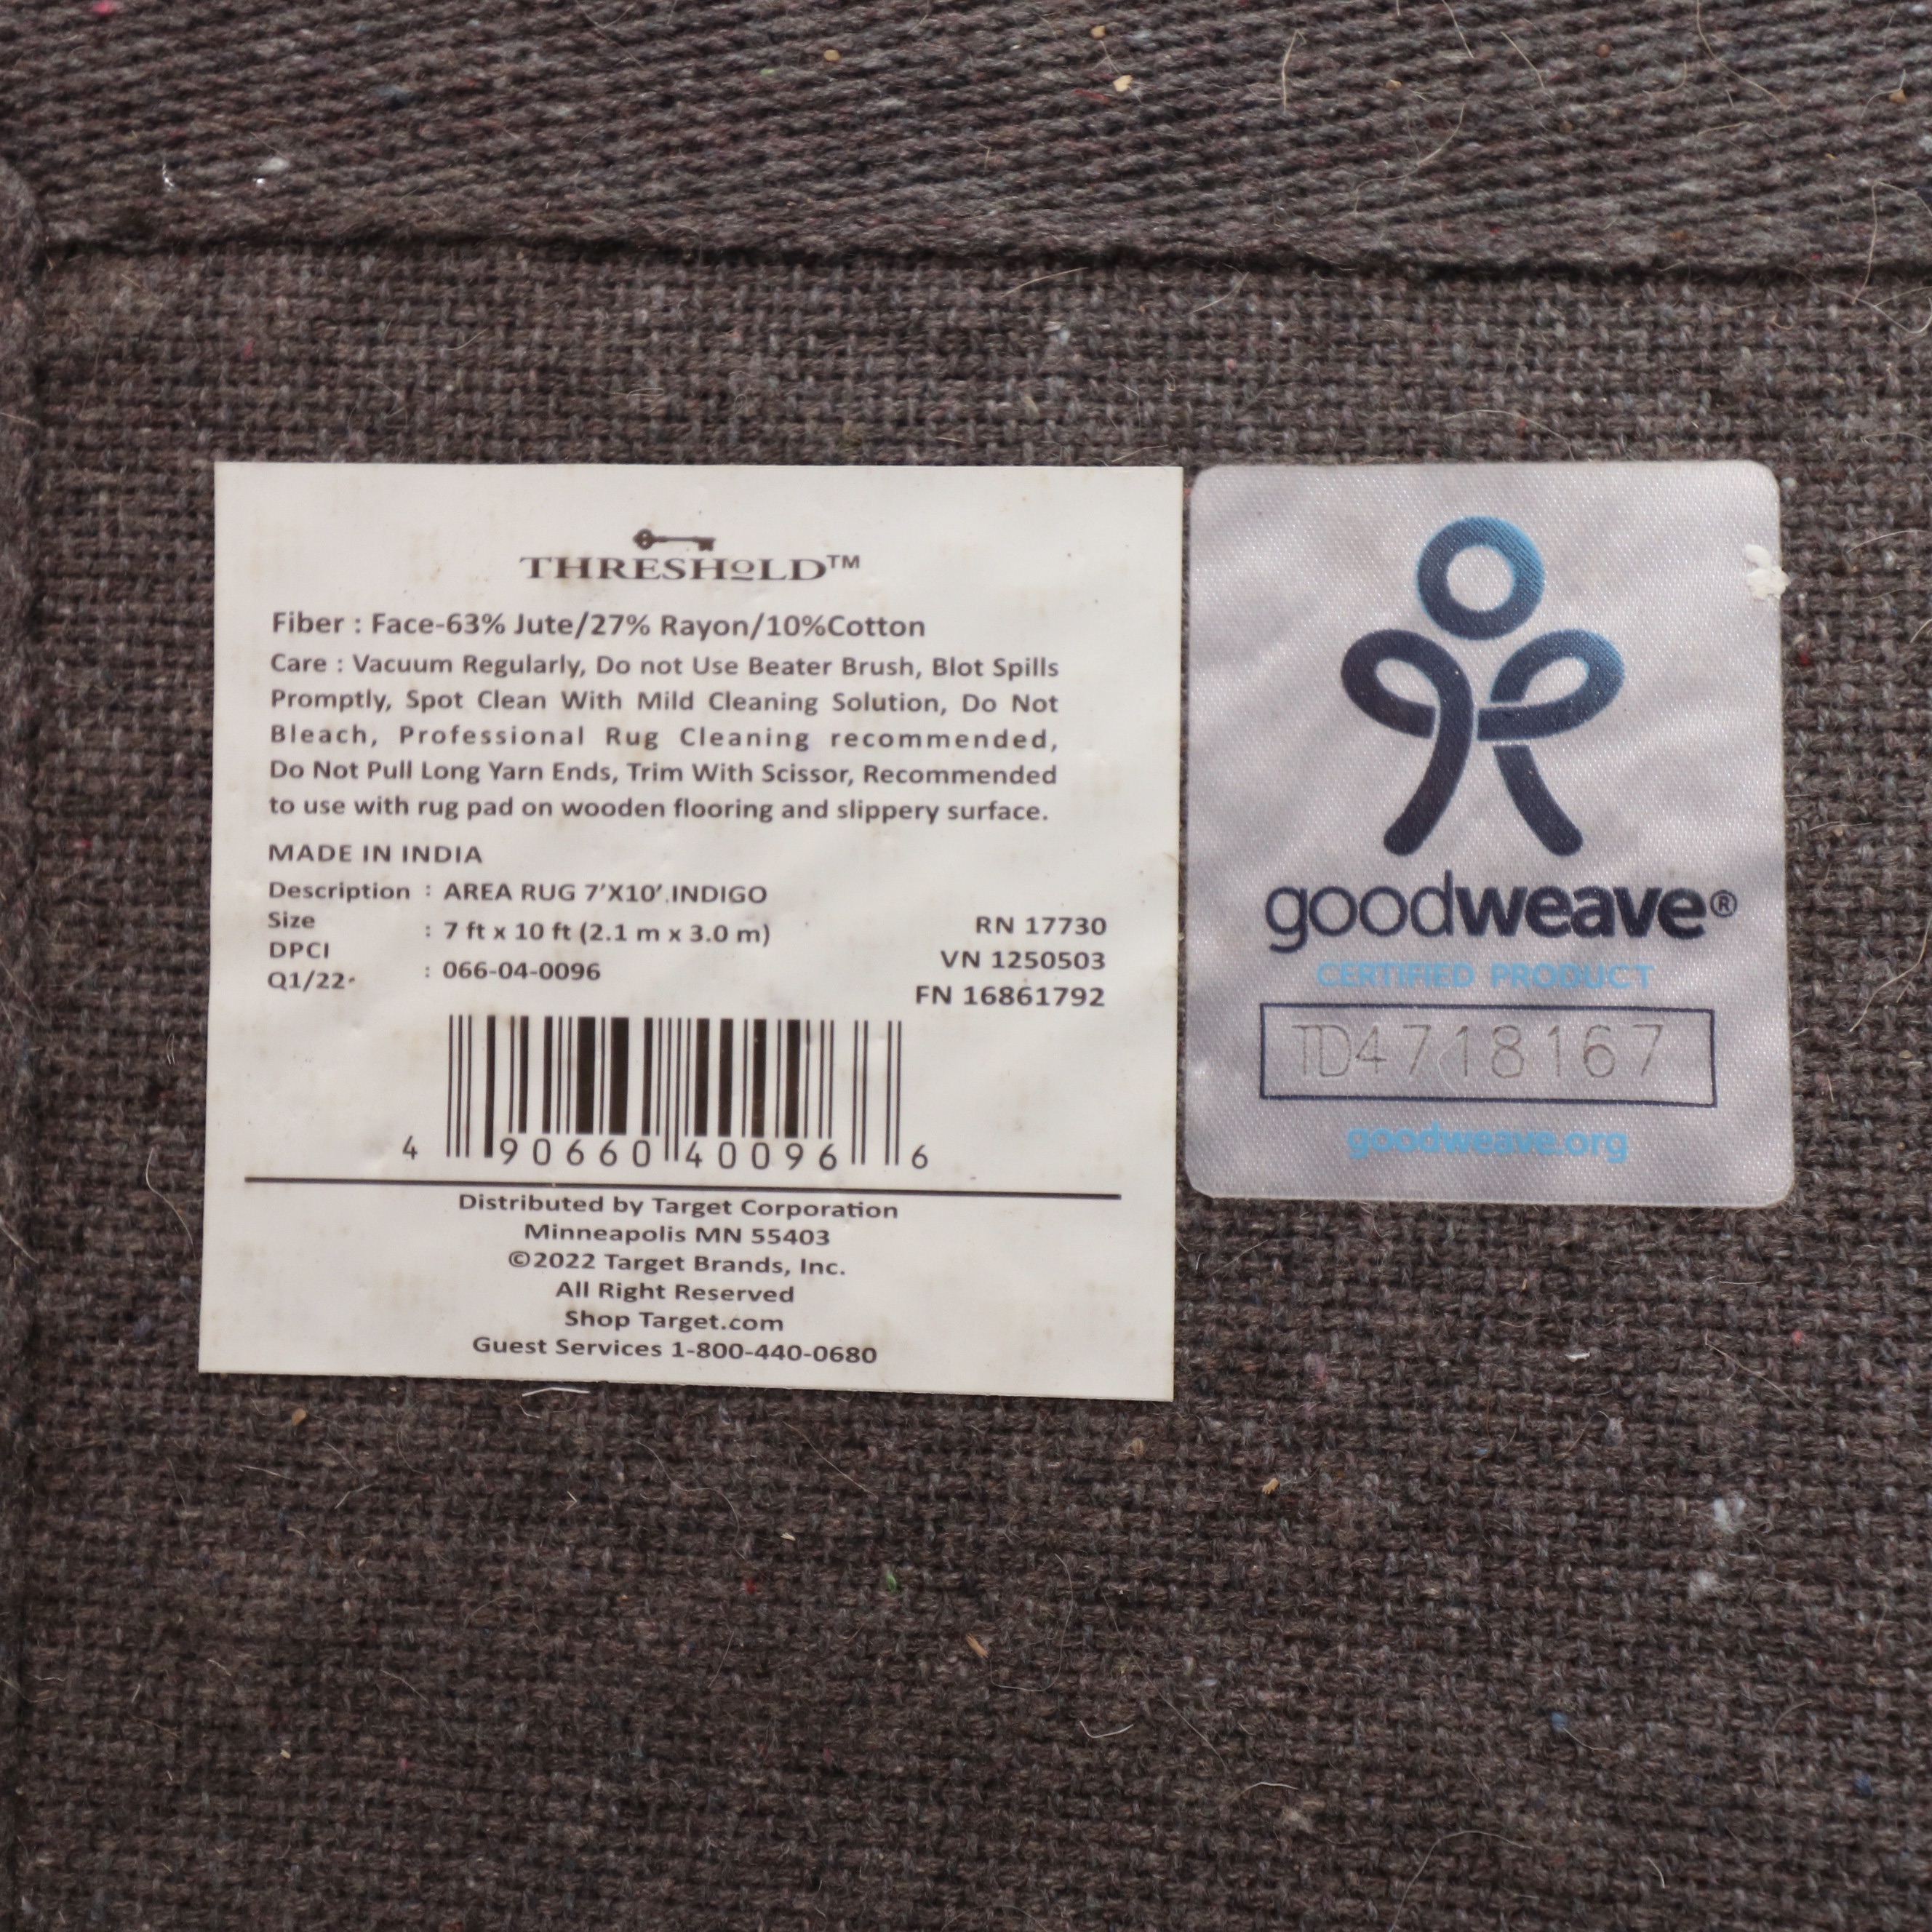 THRESHOLD™
Fiber : Face-63% Jute/27% Rayon/10%Cotton
Care : Vacuum Regularly, Do not Use Beater Brush, Blot Spills
Promptly, Spot Clean With Mild Cleaning Solution, Do Not
Bleach, Professional Rug Cleaning recommended,
Do Not Pull Long Yarn Ends, Trim With Scissor, Recommended
to use with rug pad on wooden flooring and slippery surface.
MADE IN INDIA
Description : AREA RUG 7'X10' INDIGO
Size : 7 ft x 10 ft (2.1 m x 3.0 m)
DPCI : 066-04-0096
Q1/22
RN 17730
VN 1250503
FN 16861792
4 90660 40096 6
Distributed by Target Corporation
Minneapolis MN 55403
©2022 Target Brands, Inc.
All Right Reserved
Shop Target.com
Guest Services 1-800-440-0680
goodweave®
CERTIFIED PRODUCT
TD4718167
goodweave.org